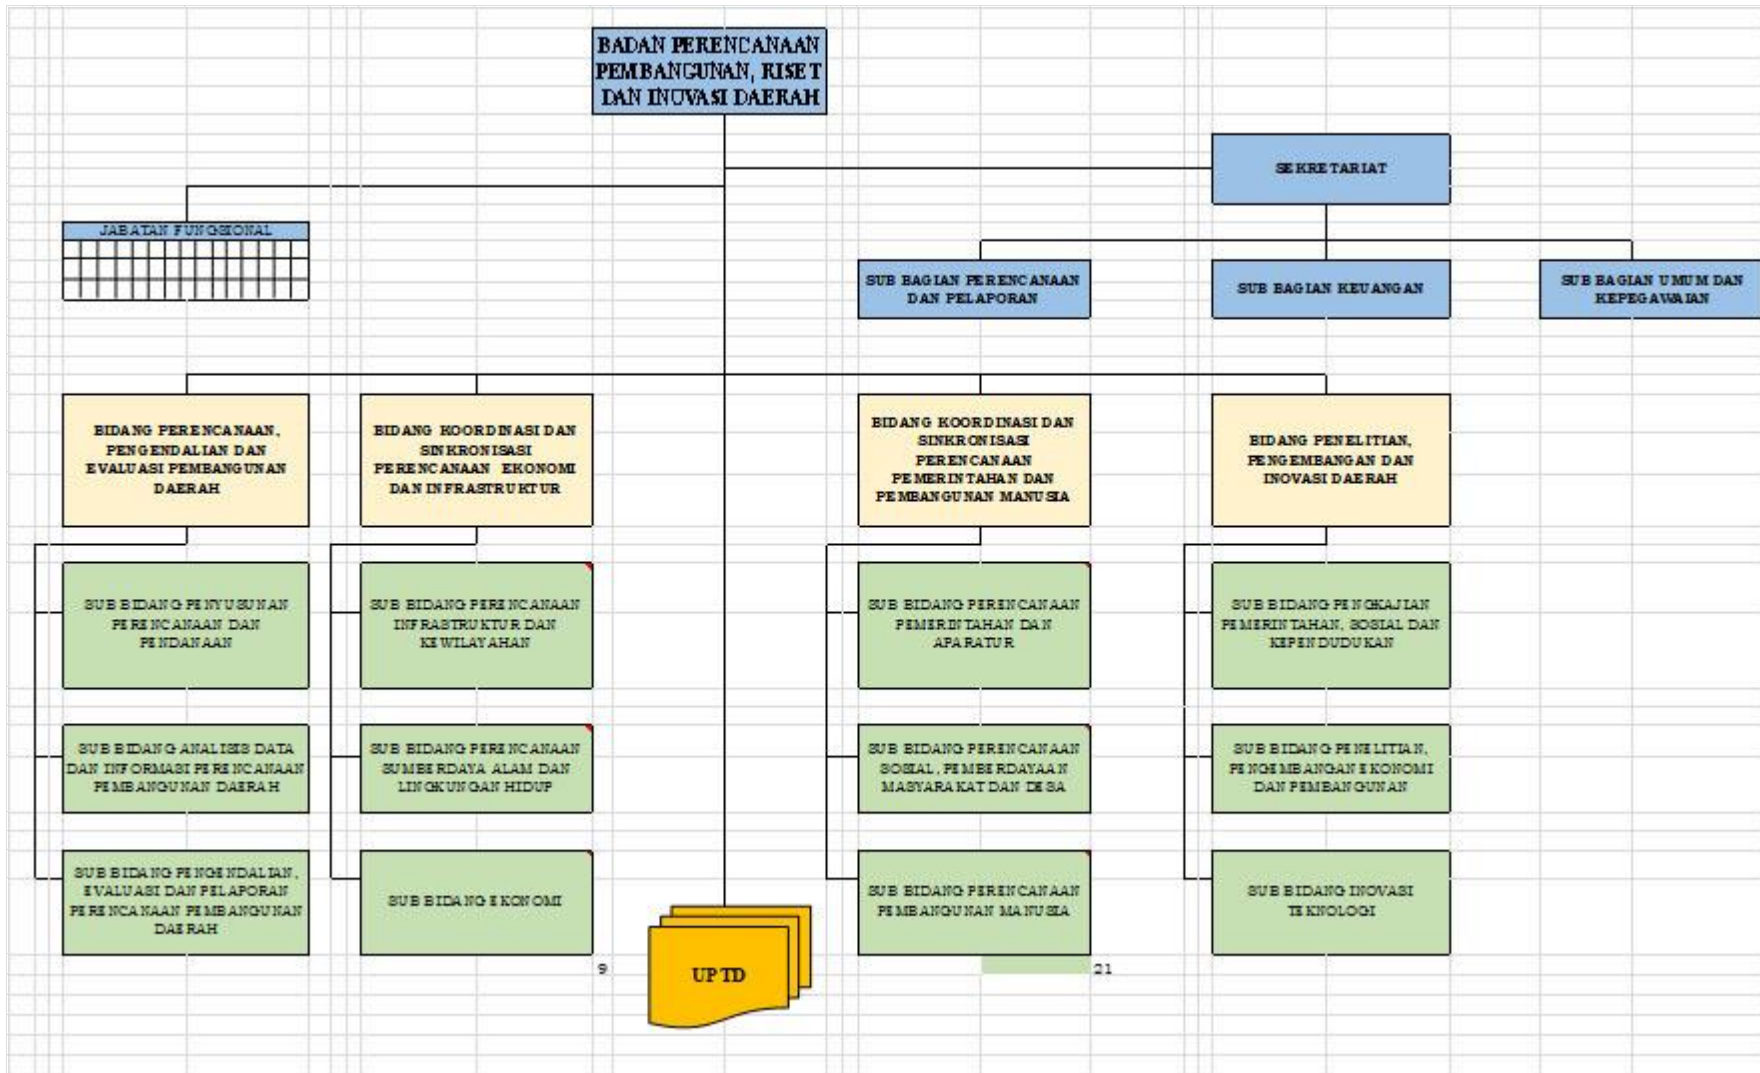 BADAN PERENCANAAN
PEMBANGUNAN, RISET
DAN INOVASI DAERAH
SEKRETARIAT
JABATAN FUNGSIONAL
SUB BAGIAN PERENCANAAN
DAN PELAPORAN
SUB BAGIAN KEUANGAN
SUB BAGIAN UMUM DAN
KEPEGAWAIAN
BIDANG PERENCANAAN,
PENGENDALIAN DAN
EVALUASI PEMBANGUNAN
DAERAH
BIDANG KOORDINASI DAN
SINKRONISASI
PERENCANAAN EKONOMI
DAN INFRASTRUKTUR
BIDANG KOORDINASI DAN
SINKRONISASI
PERENCANAAN
PEMERINTAHAN DAN
PEMBANGUNAN MANUSIA
BIDANG PENELITIAN,
PENGEMBANGAN DAN
INOVASI DAERAH
SUB BIDANG PENYUSUNAN
PERENCANAAN DAN
PENDANAAN
SUB BIDANG PERENCANAAN
INFRASTRUKTUR DAN
KEWILAYAHAN
SUB BIDANG PERENCANAAN
PEMERINTAHAN DAN
APARATUR
SUB BIDANG PENGKAJIAN
PEMERINTAHAN, SOSIAL DAN
KEPENDUDUKAN
SUB BIDANG ANALISIS DATA
DAN INFORMASI PERENCANAAN
PEMBANGUNAN DAERAH
SUB BIDANG PERENCANAAN
SUMBERDAYA ALAM DAN
LINGKUNGAN HIDUP
SUB BIDANG PERENCANAAN
SOSIAL, PEMBERDAYAAN
MASYARAKAT DAN DESA
SUB BIDANG PENELITIAN,
PENGEMBANGAN EKONOMI
DAN PEMBANGUNAN
SUB BIDANG PENGENDALIAN,
EVALUASI DAN PELAPORAN
PERENCANAAN PEMBANGUNAN
DAERAH
SUB BIDANG EKONOMI
SUB BIDANG PERENCANAAN
PEMBANGUNAN MANUSIA
SUB BIDANG INOVASI
TEKNOLOGI
9
UPTD
21